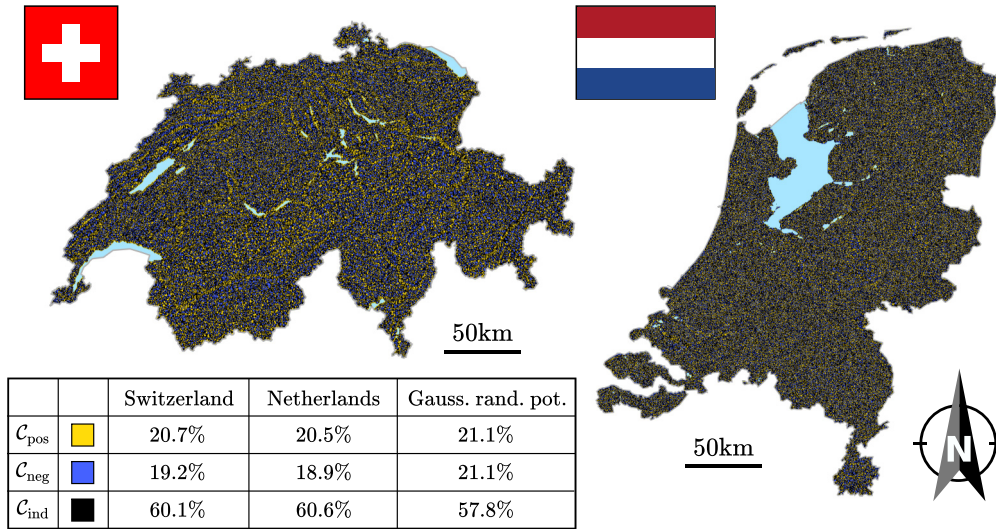 50km
50km
Switzerland Netherlands Gauss. rand. pot.
𝒞pos 20.7% 20.5% 21.1%
𝒞neg 19.2% 18.9% 21.1%
𝒞ind 60.1% 60.6% 57.8%
N